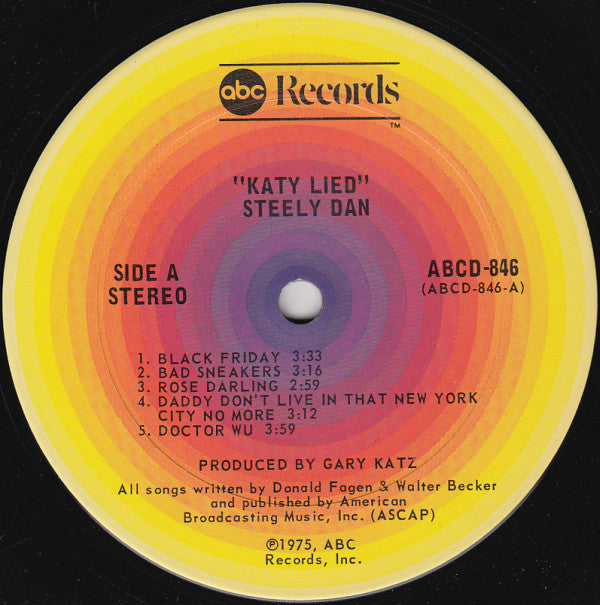 abc Records
TM
"KATY LIED"
STEELY DAN
SIDE A
STEREO
ABCD-846
(ABCD-846-A)
1. BLACK FRIDAY 3:33
2. BAD SNEAKERS 3:16
3. ROSE DARLING 2:59
4. DADDY DON'T LIVE IN THAT NEW YORK
CITY NO MORE 3:12
5. DOCTOR WU 3:59
PRODUCED BY GARY KATZ
All songs written by Donald Fagen & Walter Becker
and published by American
Broadcasting Music, Inc. (ASCAP)
℗1975, ABC
Records, Inc.